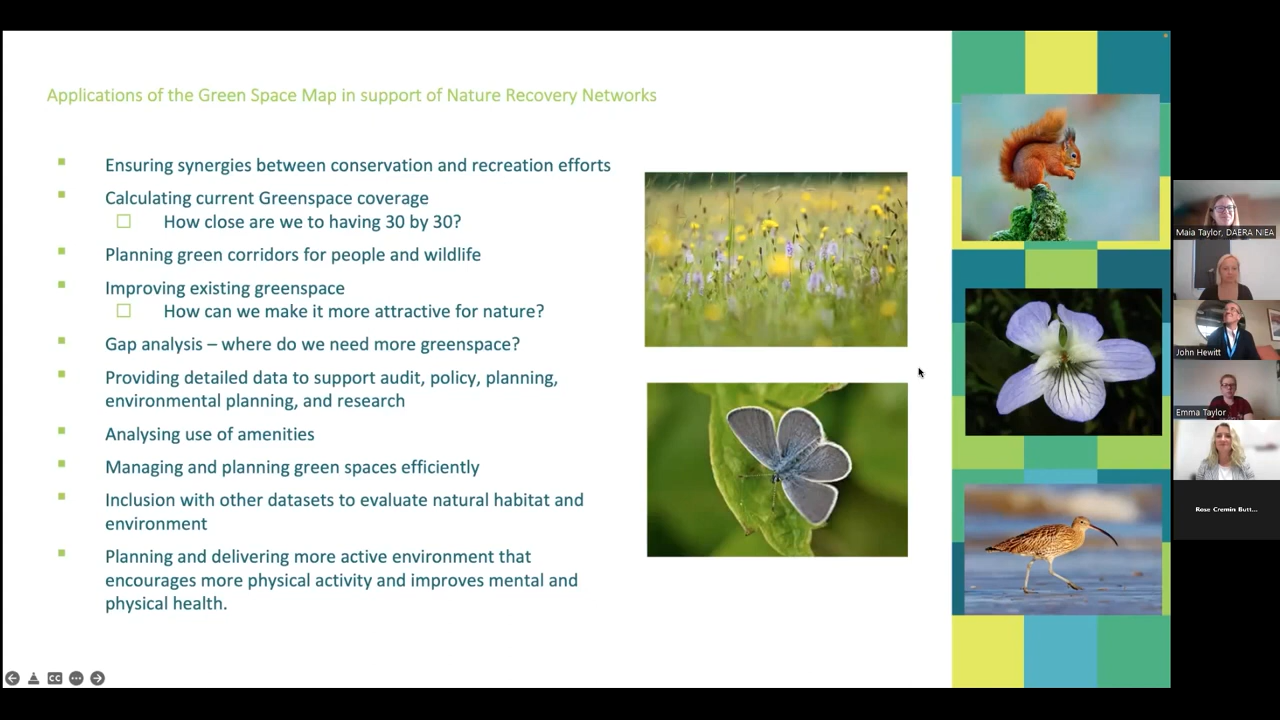 Applications of the Green Space Map in support of Nature Recovery Networks
Ensuring synergies between conservation and recreation efforts
Calculating current Greenspace coverage
How close are we to having 30 by 30?
Planning green corridors for people and wildlife
Improving existing greenspace
How can we make it more attractive for nature?
Gap analysis – where do we need more greenspace?
Providing detailed data to support audit, policy, planning,
environmental planning, and research
Analysing use of amenities
Managing and planning green spaces efficiently
Inclusion with other datasets to evaluate natural habitat and
environment
Planning and delivering more active environment that
encourages more physical activity and improves mental and
physical health.
CC
Maia Taylor, DAERA NIEA
John Hewitt
Emma Taylor
Rose Cremin Butt...